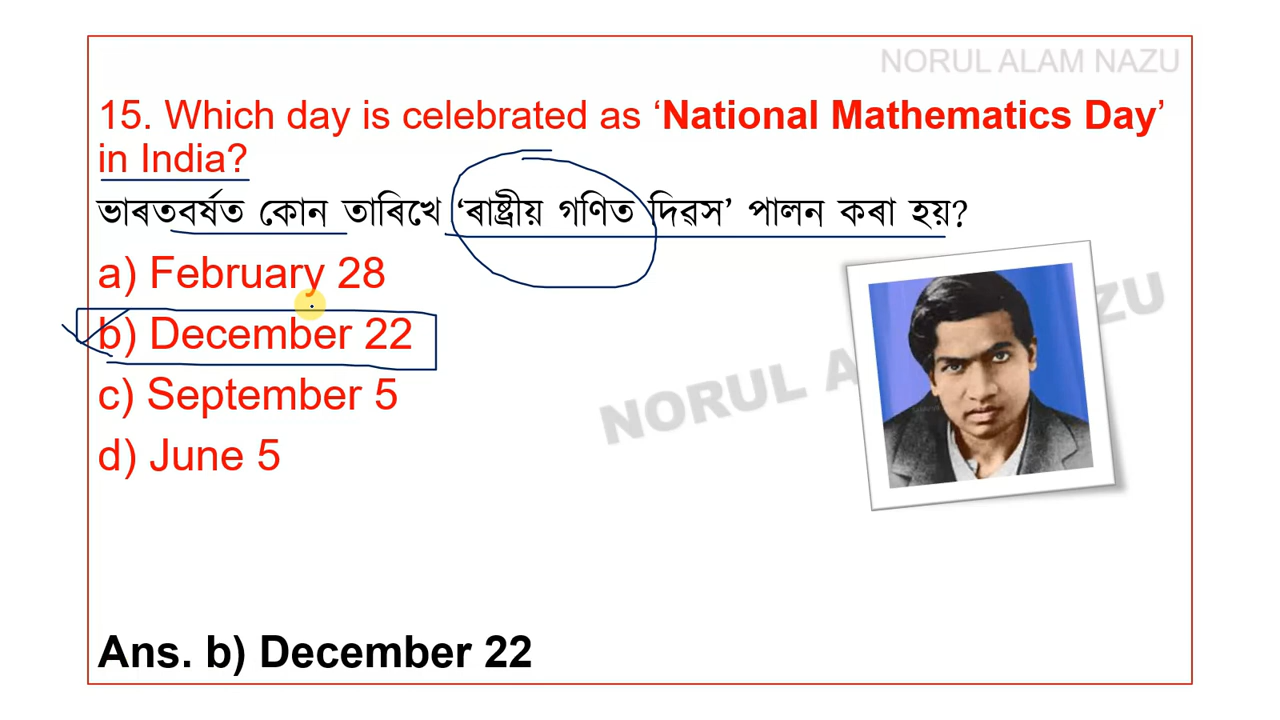 NORUL ALAM NAZU
15. Which day is celebrated as ‘National Mathematics Day’
in India?
ভাৰতবৰ্ষত কোন তাৰিখে ‘ৰাষ্ট্ৰীয় গণিত দিৱস’ পালন কৰা হয়?
a) February 28
b) December 22
c) September 5
d) June 5
NORUL A ZU
Ans. b) December 22